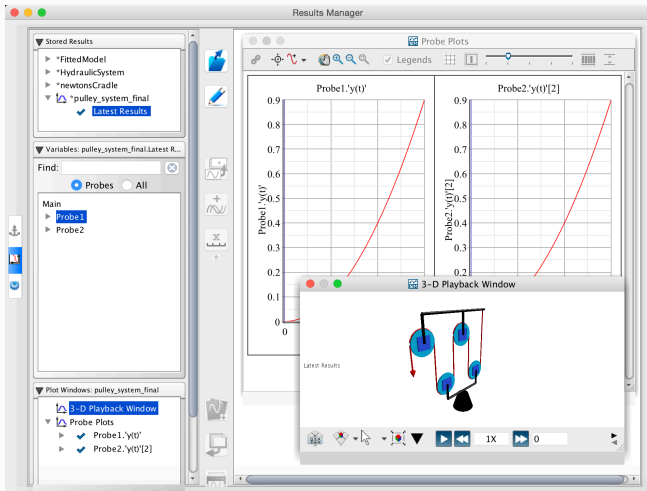 Results Manager
Stored Results
*FittedModel
*HydraulicSystem
*newtonsCradle
*pulley_system_final
Latest Results
Variables: pulley_system_final.Latest R...
Find:
Probes All
Main
Probe1
Probe2
Plot Windows: pulley_system_final
3-D Playback Window
Probe Plots
Probe1.'y(t)'
Probe2.'y(t)'[2]
Probe Plots
Legends
Probe1.'y(t)'
0.9
0.8
0.7
0.6
0.5
0.4
0.3
0.2
0.1
0
0
Probe1.'y(t)'
Probe2.'y(t)'[2]
0.9
0.8
0.7
0.6
0.5
0.4
0.3
0.2
Probe2.'y(t)'[2]
3-D Playback Window
Latest Results
1X 0